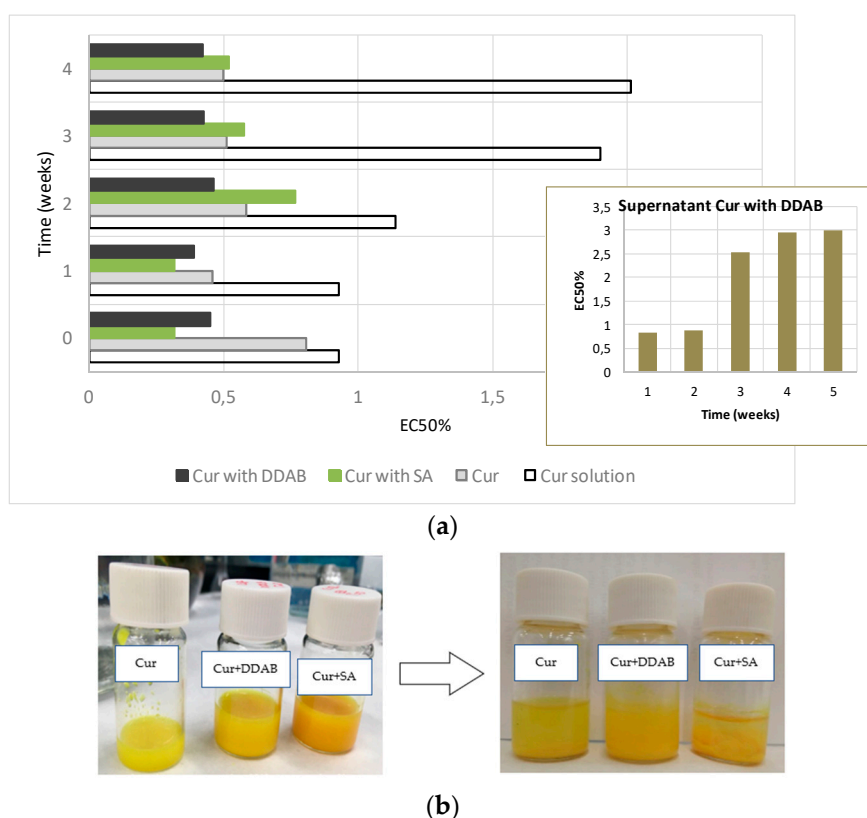 4
3
2
1
0
Time (weeks)
0
0,5
1
1,5
EC50%
Cur with DDAB
Cur with SA
Cur
Cur solution
Supernatant Cur with DDAB
3,5
3
2,5
2
1,5
1
0,5
0
EC50%
1 2 3 4 5
Time (weeks)
(a)
Cur
Cur+DDAB
Cur+SA
Cur
Cur+DDAB
Cur+SA
(b)